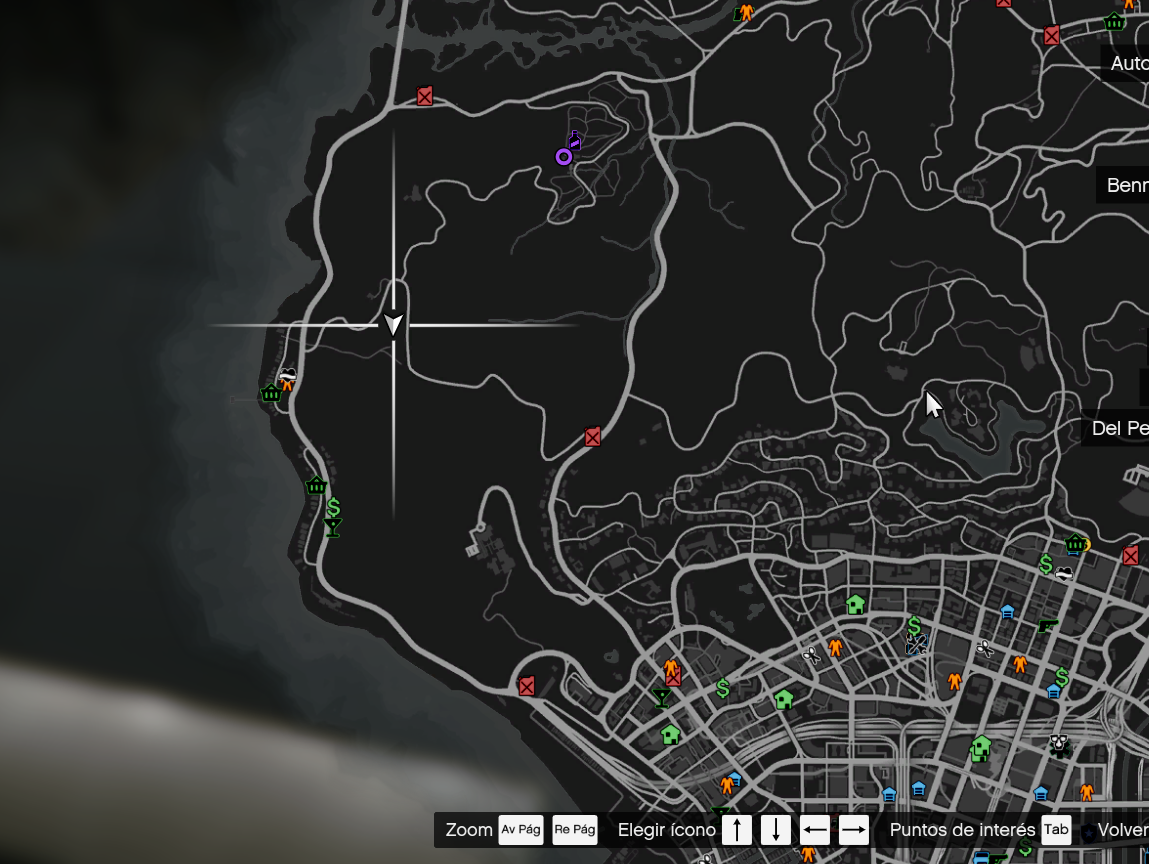 Auto
Benn
Del Pe
Zoom Av Pág Re Pág Elegir ícono ↑ ↓ ← → Puntos de interés Tab Volver